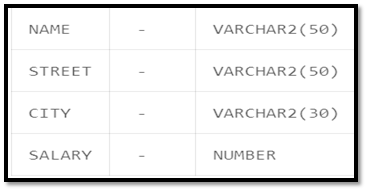 NAME - VARCHAR2(50)
STREET - VARCHAR2(50)
CITY - VARCHAR2(30)
SALARY - NUMBER